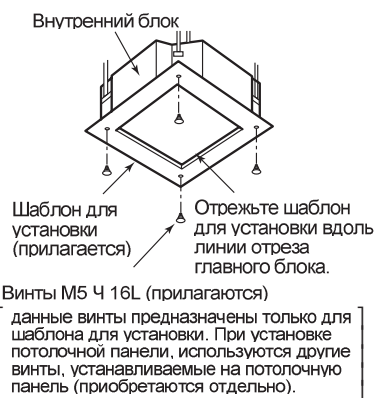 Внутренний блок
Шаблон для
установки
(прилагается)
Отрежьте шаблон
для установки вдоль
линии отреза
главного блока.
Винты М5 Ч 16L (прилагаются)
данные винты предназначены только для
шаблона для установки. При установке
потолочной панели, используются другие
винты, устанавливаемые на потолочную
панель (приобретаются отдельно).